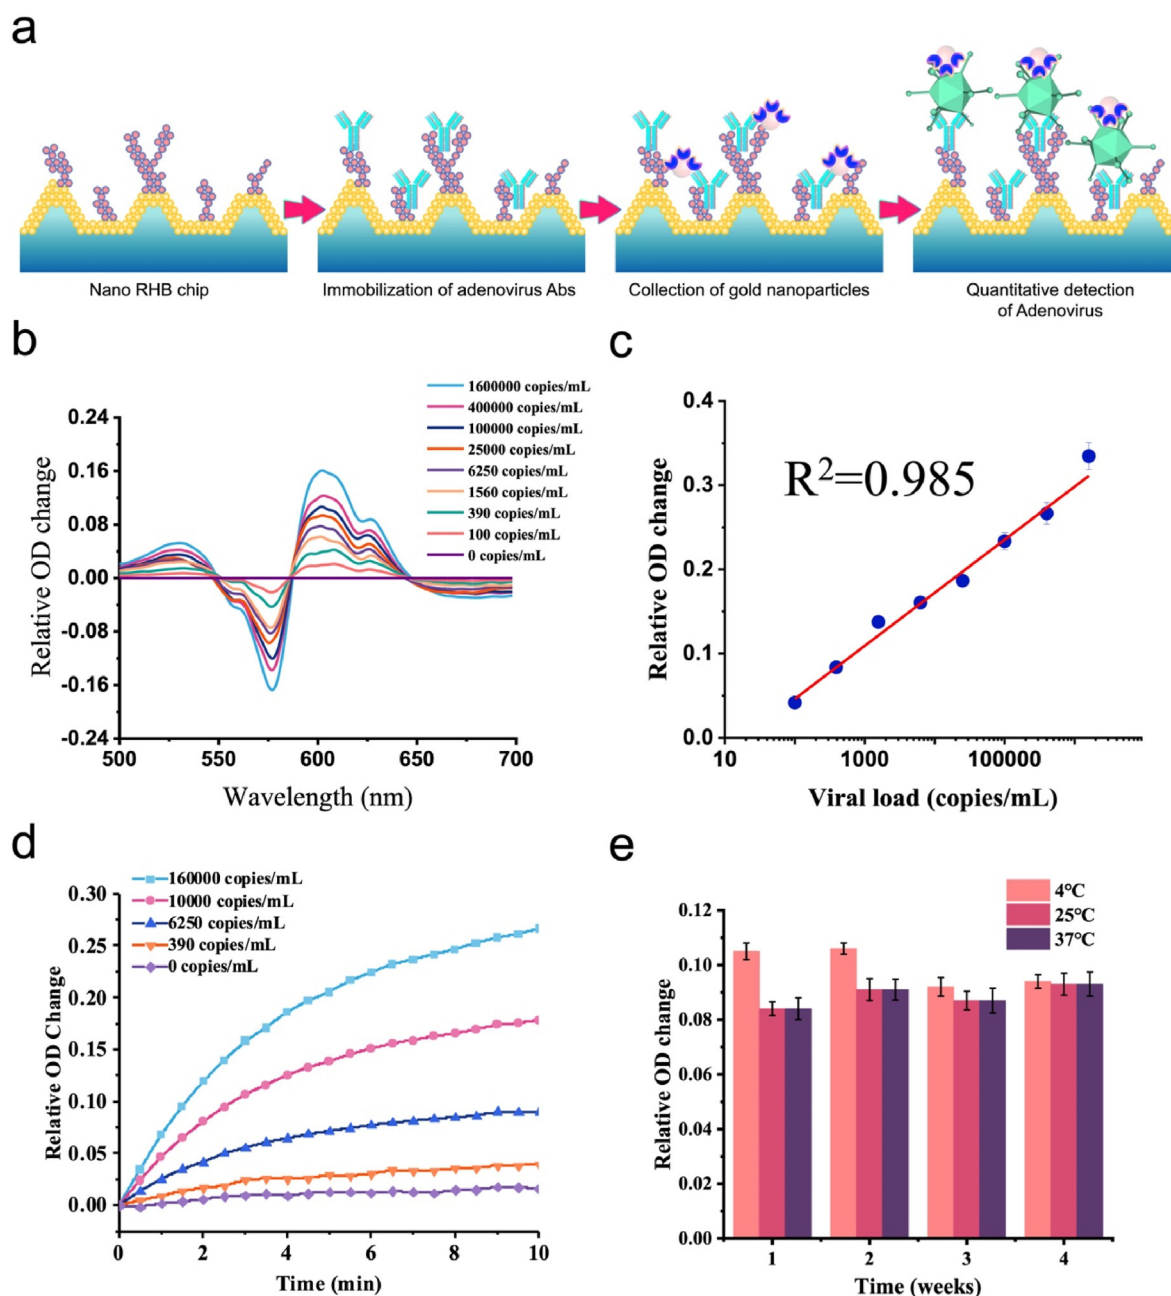 a
Nano RHB chip
Immobilization of adenovirus Abs
Collection of gold nanoparticles
Quantitative detection
of Adenovirus
b
1600000 copies/mL
400000 copies/mL
100000 copies/mL
25000 copies/mL
6250 copies/mL
1560 copies/mL
390 copies/mL
100 copies/mL
0 copies/mL
Relative OD change
0.24
0.16
0.08
0.00
-0.08
-0.16
-0.24
500
550
600
650
700
Wavelength (nm)
c
R²=0.985
Relative OD change
0.4
0.3
0.2
0.1
0.0
10
1000
100000
Viral load (copies/mL)
d
160000 copies/mL
10000 copies/mL
6250 copies/mL
390 copies/mL
0 copies/mL
Relative OD Change
0.30
0.25
0.20
0.15
0.10
0.05
0.00
0
2
4
6
8
10
Time (min)
e
4°C
25°C
37°C
Relative OD change
0.12
0.10
0.08
0.06
0.04
0.02
0.00
1
2
3
4
Time (weeks)